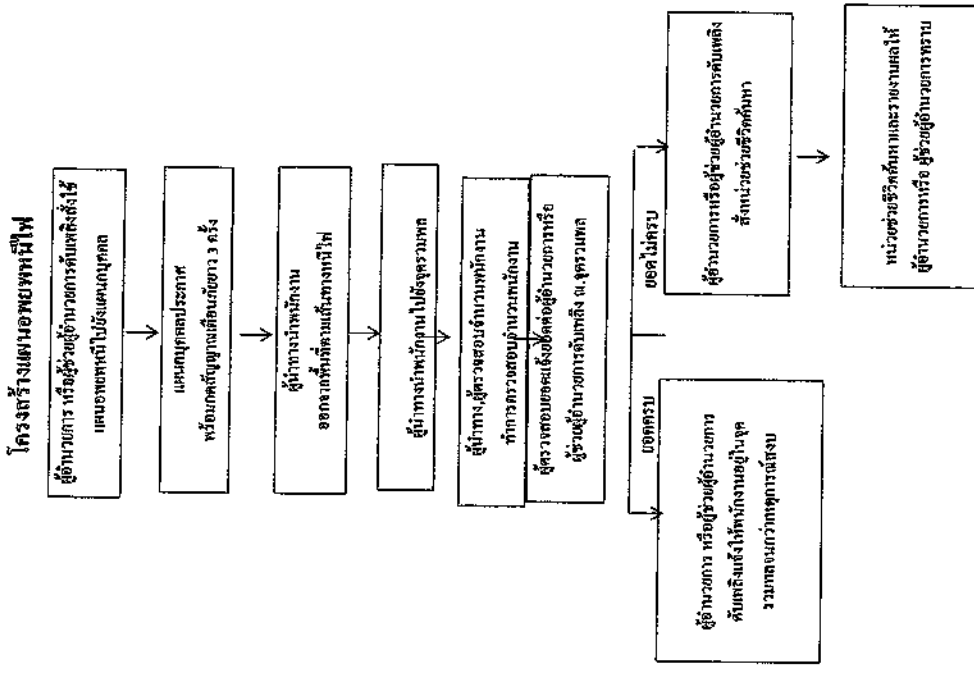 โครงสร้างแผนอพยพหนีไฟ
ผู้อำนวยการ หรือผู้ช่วยผู้อำนวยการดับเพลิงสั่งใช้
แผนอพยพหนีไปยังแผนกบุคคล
แผนกบุคคลประกาศ
พร้อมกดสัญญาณเตือนภัยยาว 3 ครั้ง
ผู้นำทางนำพนักงาน
ออกจากพื้นที่ตามเส้นทางหนีไฟ
ผู้นำทางนำพนักงานไปยังจุดรวมพล
ผู้นำทาง,ผู้ตรวจสอบจำนวนพนักงาน
ทำการตรวจสอบจำนวนพนักงาน
ผู้ตรวจสอบยอดแจ้งยอดต่อผู้อำนวยการหรือ
ผู้ช่วยผู้อำนวยการดับเพลิง ณ.จุดรวมพล
ยอดครบ
ยอดไม่ครบ
ผู้อำนวยการ หรือผู้ช่วยผู้อำนวยการ
ดับเพลิงแจ้งให้พนักงานอยู่ในจุด
รวมพลจนกว่าเหตุการณ์สงบ
ผู้อำนวยการหรือผู้ช่วยผู้อำนวยการดับเพลิง
สั่งหน่วยช่วยชีวิตค้นหา
หน่วยช่วยชีวิตค้นหาและรายงานผลให้
ผู้อำนวยการหรือ ผู้ช่วยผู้อำนวยการทราบ